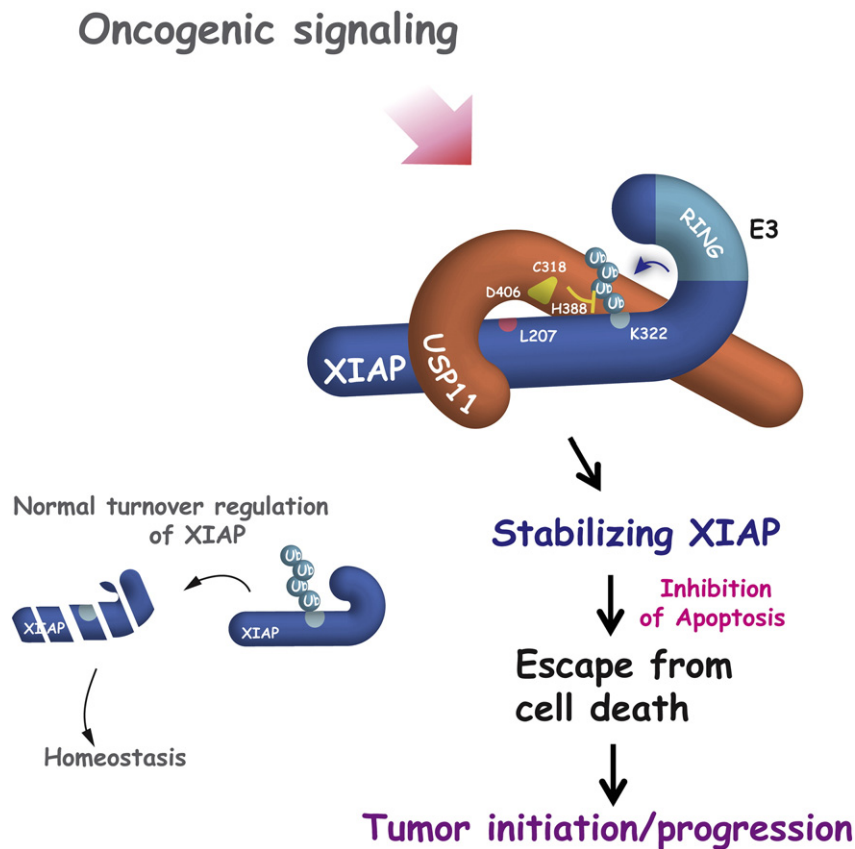 Oncogenic signaling
RING
E3
Ub
Ub
Ub
Ub
C318
D406
H388
L207
K322
XIAP
USP11
Normal turnover regulation
of XIAP
Stabilizing XIAP
Ub
Ub
Ub
Ub
XIAP
XIAP
Inhibition
of Apoptosis
Escape from
cell death
Homeostasis
Tumor initiation/progression